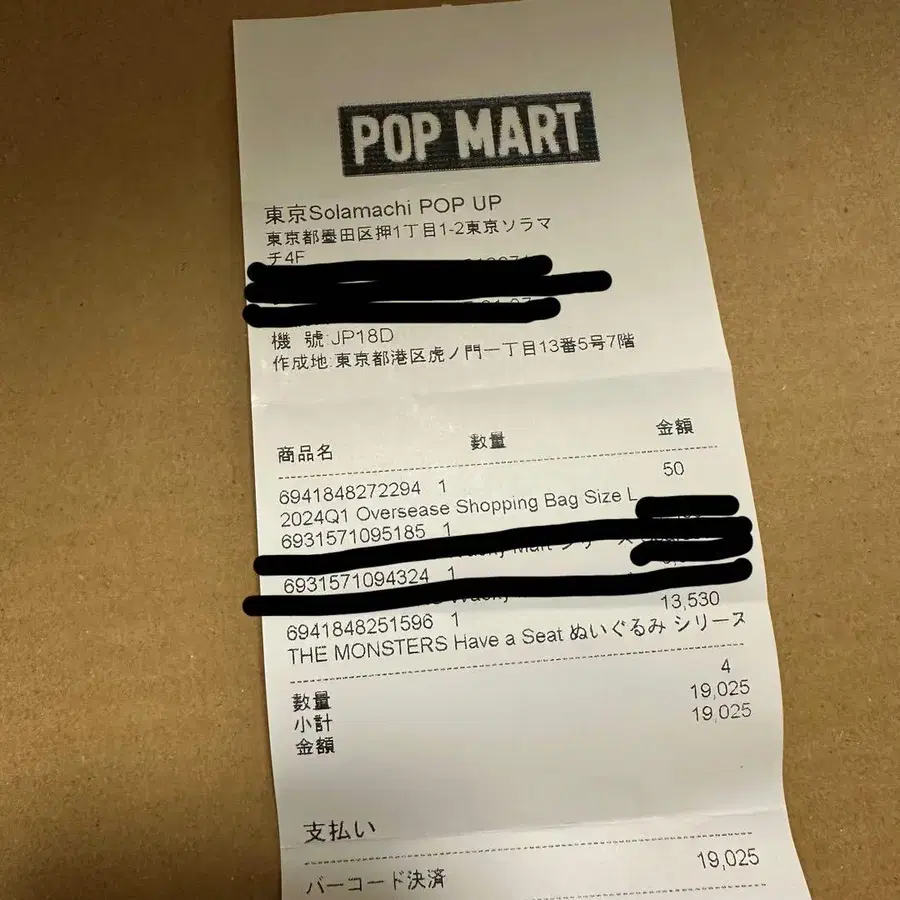 POP MART
東京Solamachi POP UP
東京都墨田区押1丁目1-2東京ソラマ
チ4F
機 號:JP18D
作成地:東京都港区虎ノ門一丁目13番5号7階
商品名 数量 金額
6941848272294 1 50
2024Q1 Oversease Shopping Bag Size L
6931571095185 1
6931571094324 1
6941848251596 1 13,530
THE MONSTERS Have a Seat ぬいぐるみ シリーズ
数量 4
小計 19,025
金額 19,025
支払い
バーコード決済 19,025